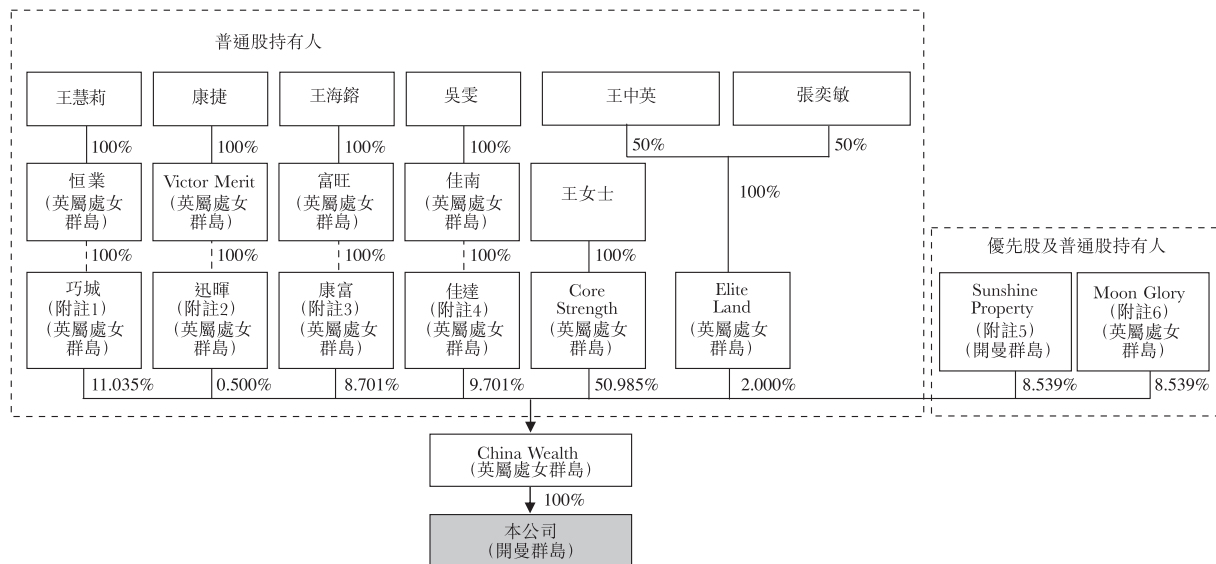 普通股持有人
王慧莉
康捷
王海鎔
吳雯
王中英
張奕敏
100%
100%
100%
100%
50%
50%
恒業
(英屬處女
群島)
Victor Merit
(英屬處女
群島)
富旺
(英屬處女
群島)
佳南
(英屬處女
群島)
王女士
100%
100%
100%
100%
100%
100%
優先股及普通股持有人
巧城
(附註1)
(英屬處女
群島)
迅暉
(附註2)
(英屬處女
群島)
康富
(附註3)
(英屬處女
群島)
佳達
(附註4)
(英屬處女
群島)
Core
Strength
(英屬處女
群島)
Elite
Land
(英屬處女
群島)
Sunshine
Property
(附註5)
(開曼群島)
Moon Glory
(附註6)
(英屬處女
群島)
11.035%
0.500%
8.701%
9.701%
50.985%
2.000%
8.539%
8.539%
China Wealth
(英屬處女群島)
100%
本公司
(開曼群島)